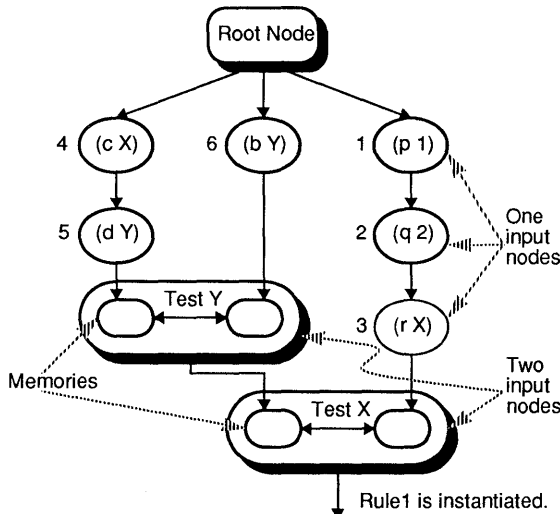 Root Node
4 (c X) 6 (b Y) 1 (p 1)
5 (d Y) 2 (q 2)
One
input
nodes
Test Y
3 (r X)
Memories
Two
input
nodes
Test X
Rule1 is instantiated.